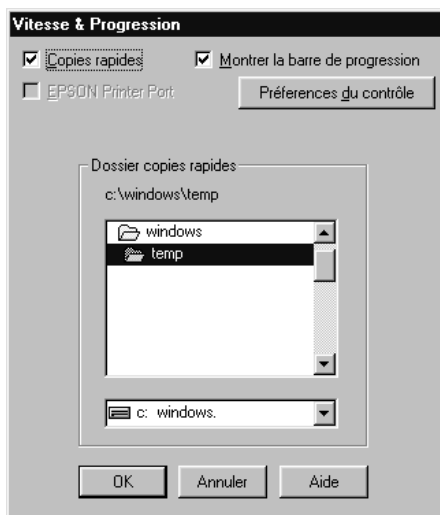 Vitesse & Progression
Copies rapides
Montrer la barre de progression
EPSON Printer Port
Préferences du contrôle
Dossier copies rapides
c:\windows\temp
windows
temp
c: windows.
OK
Annuler
Aide